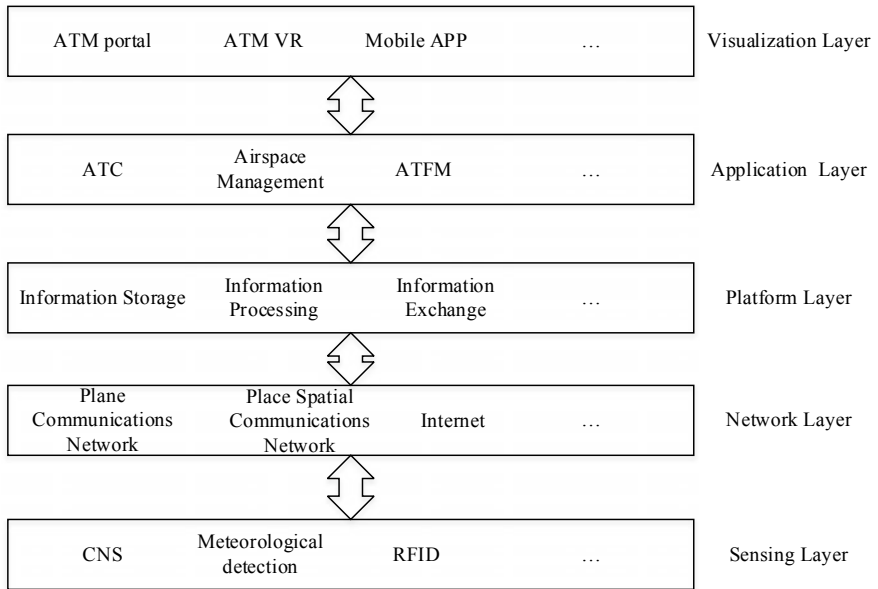 ATM portal ATM VR Mobile APP … Visualization Layer
ATC Airspace Management ATFM … Application Layer
Information Storage Information Processing Information Exchange … Platform Layer
Plane Communications Network Place Spatial Communications Network Internet … Network Layer
CNS Meteorological detection RFID … Sensing Layer